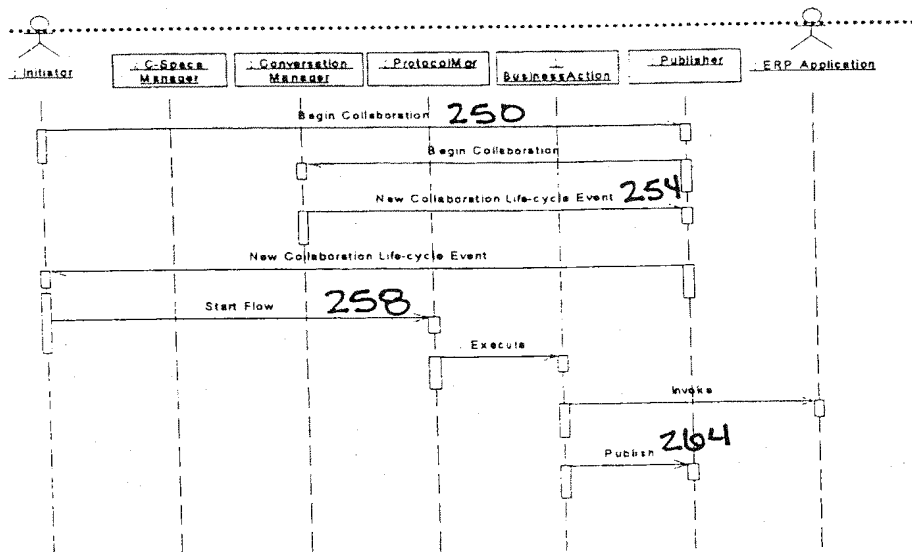 : Initiator
: C-Space
Manager
: Conversation
Manager
: ProtocolMgr
:
BusinessAction
: Publisher
: ERP Application
Begin Collaboration 250
Begin Collaboration
New Collaboration Life-cycle Event 254
New Collaboration Life-cycle Event
Start Flow 258
Execute
Invoke
Publish 264